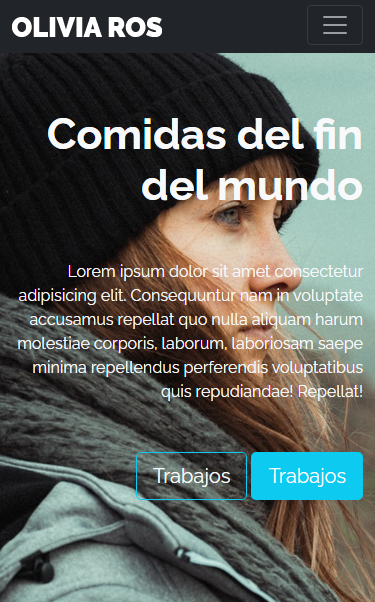 OLIVIA ROS
Comidas del fin
del mundo
Lorem ipsum dolor sit amet consectetur
adipisicing elit. Consequuntur nam in voluptate
accusamus repellat quo nulla aliquam harum
molestiae corporis, laborum, laboriosam saepe
minima repellendus perferendis voluptatibus
quis repudiandae! Repellat!
Trabajos Trabajos